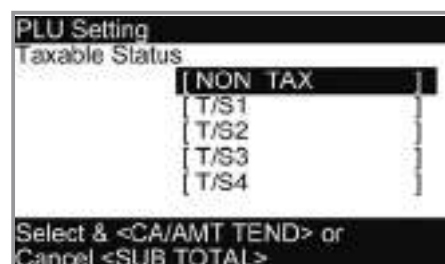 PLU Setting
Taxable Status
[ NON TAX ]
[ T/S1 ]
[ T/S2 ]
[ T/S3 ]
[ T/S4 ]
Select & <CA/AMT TEND> or
Cancel <SUB TOTAL>